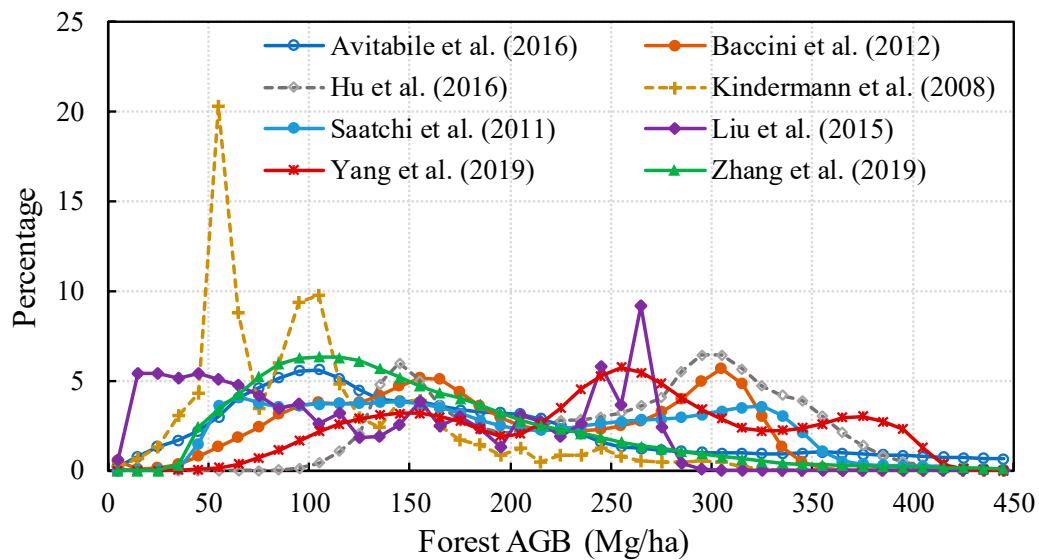 25
20
15
10
5
0
Percentage
Avitabile et al. (2016) Baccini et al. (2012)
Hu et al. (2016) Kindermann et al. (2008)
Saatchi et al. (2011) Liu et al. (2015)
Yang et al. (2019) Zhang et al. (2019)
0 50 100 150 200 250 300 350 400 450
Forest AGB (Mg/ha)